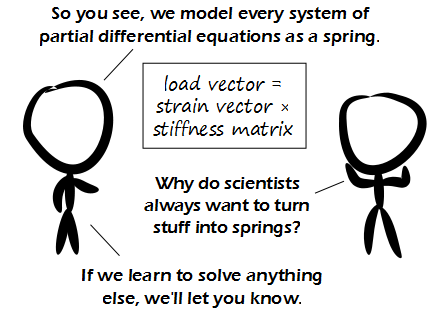 So you see, we model every system of
partial differential equations as a spring.
load vector =
strain vector ×
stiffness matrix
Why do scientists
always want to turn
stuff into springs?
If we learn to solve anything
else, we'll let you know.